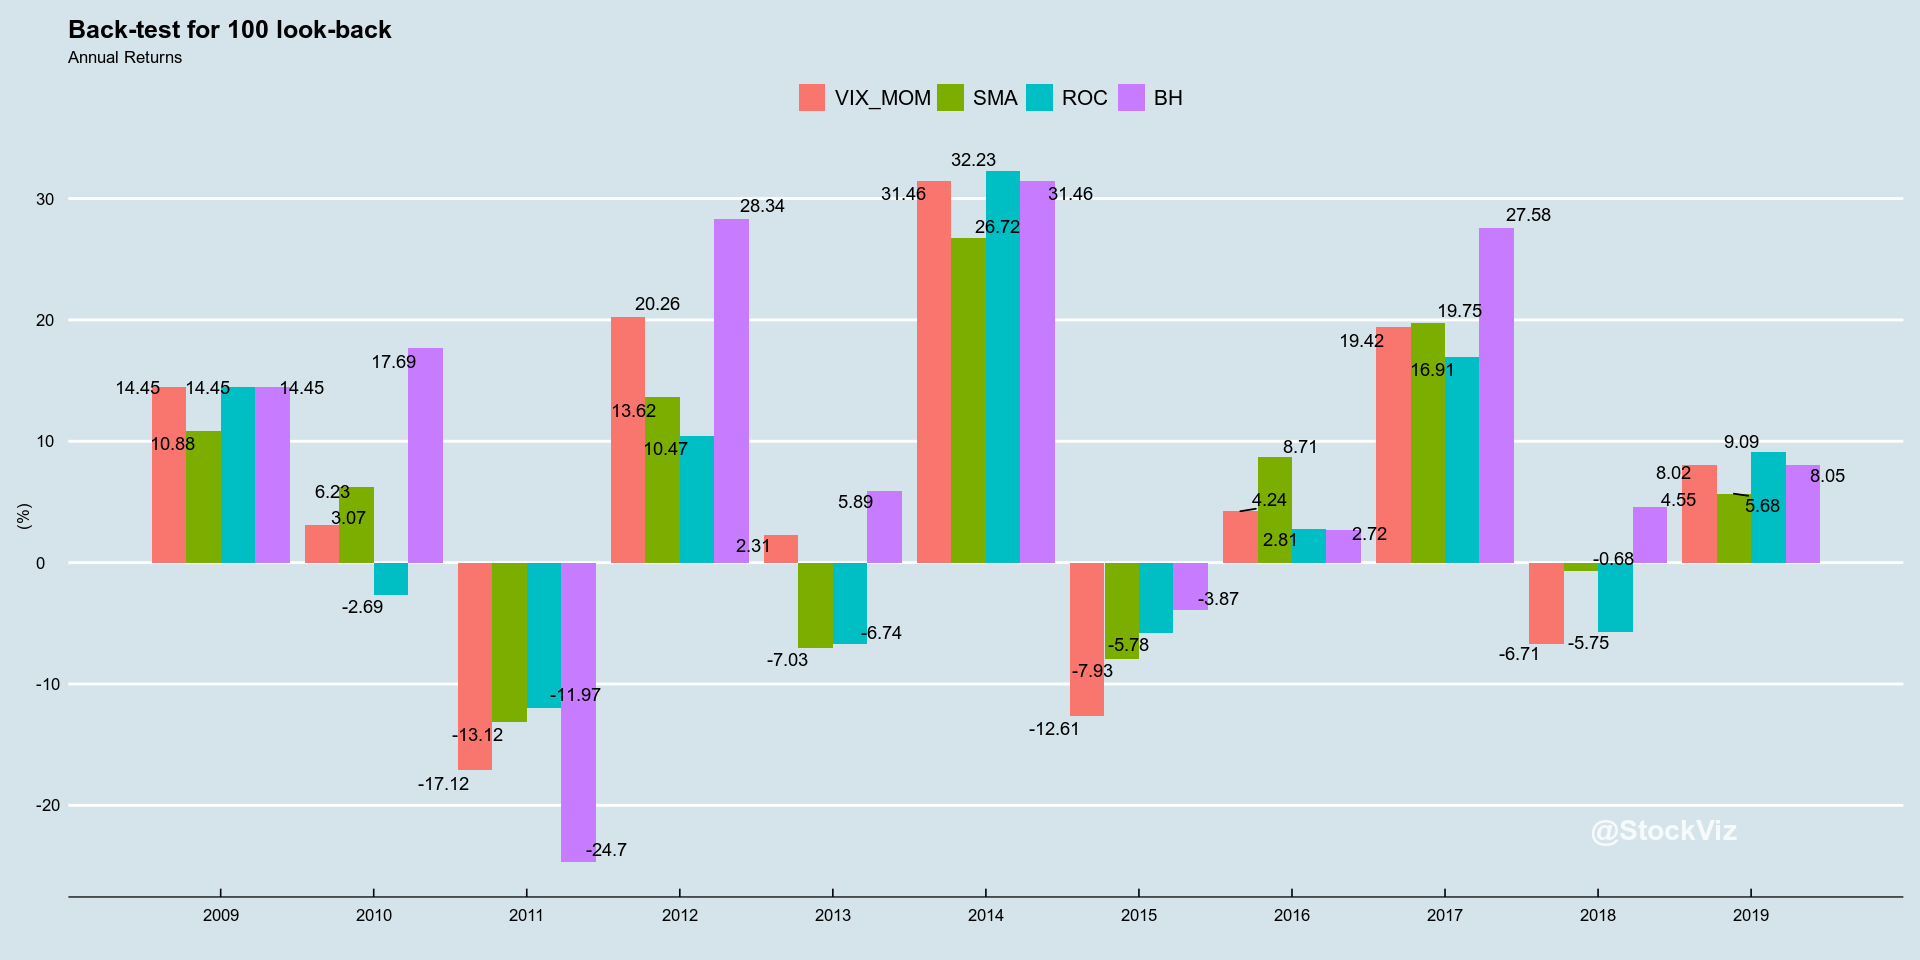 Back-test for 100 look-back
Annual Returns
VIX_MOM SMA ROC BH
(%)
30
20
10
0
-10
-20
14.45 10.88 14.45 14.45
3.07 6.23 -2.69 17.69
-17.12 -13.12 -11.97 -24.7
20.26 13.62 10.47 28.34
2.31 -7.03 -6.74 5.89
31.46 26.72 32.23 31.46
-12.61 -7.93 -5.78 -3.87
4.24 8.71 2.81 2.72
19.42 19.75 16.91 27.58
-6.71 -0.68 -5.75 4.55
8.02 5.68 9.09 8.05
@StockViz
2009 2010 2011 2012 2013 2014 2015 2016 2017 2018 2019